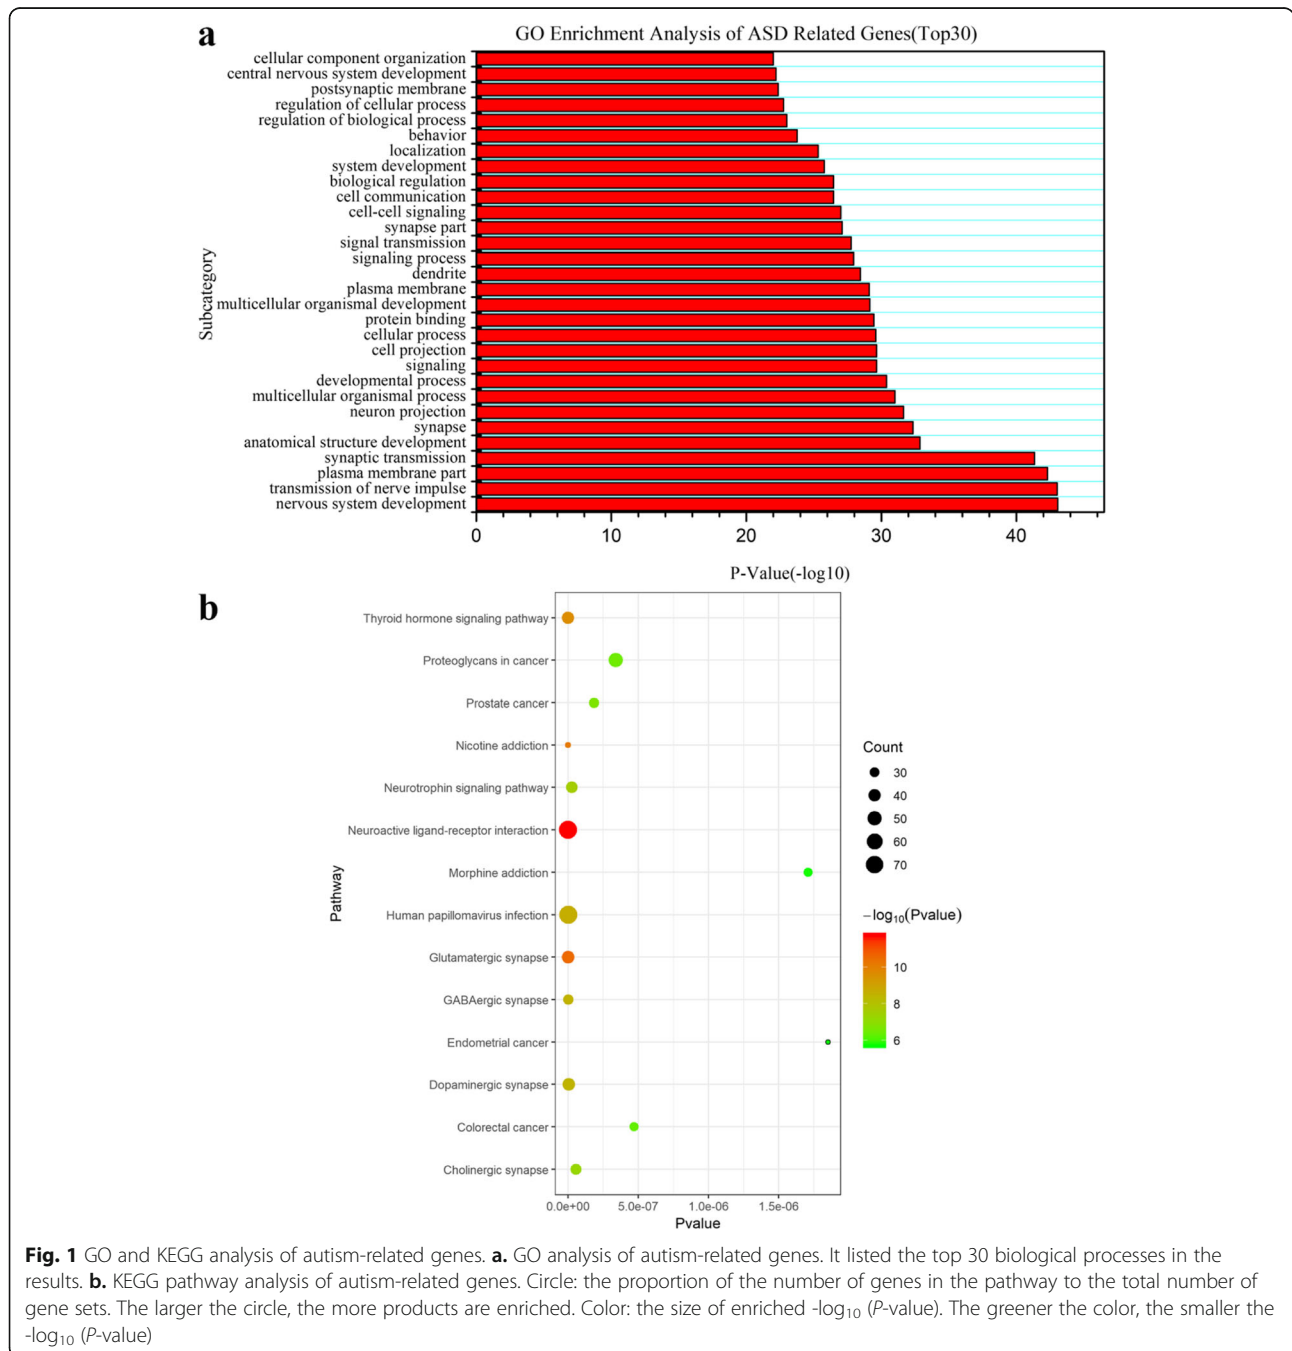 a
GO Enrichment Analysis of ASD Related Genes(Top30)
Subcategory
cellular component organization
central nervous system development
postsynaptic membrane
regulation of cellular process
regulation of biological process
behavior
localization
system development
biological regulation
cell communication
cell-cell signaling
synapse part
signal transmission
signaling process
dendrite
plasma membrane
multicellular organismal development
protein binding
cellular process
cell projection
signaling
developmental process
multicellular organismal process
neuron projection
synapse
anatomical structure development
synaptic transmission
plasma membrane part
transmission of nerve impulse
nervous system development
0 10 20 30 40
P-Value(-log10)
b
Pathway
Thyroid hormone signaling pathway
Proteoglycans in cancer
Prostate cancer
Nicotine addiction
Neurotrophin signaling pathway
Neuroactive ligand-receptor interaction
Morphine addiction
Human papillomavirus infection
Glutamatergic synapse
GABAergic synapse
Endometrial cancer
Dopaminergic synapse
Colorectal cancer
Cholinergic synapse
0.0e+00 5.0e-07 1.0e-06 1.5e-06
Pvalue
Count
30
40
50
60
70
−log10(Pvalue)
10
8
6
Fig. 1 GO and KEGG analysis of autism-related genes. a. GO analysis of autism-related genes. It listed the top 30 biological processes in the
results. b. KEGG pathway analysis of autism-related genes. Circle: the proportion of the number of genes in the pathway to the total number of
gene sets. The larger the circle, the more products are enriched. Color: the size of enriched -log10 (P-value). The greener the color, the smaller the
-log10 (P-value)